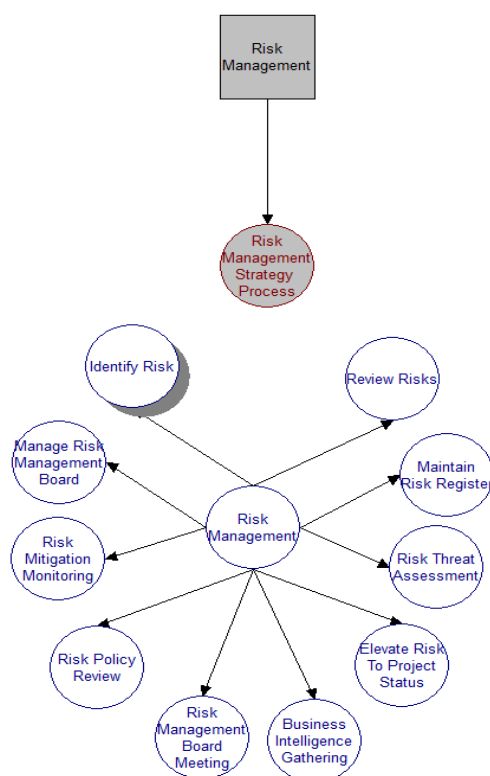 Risk
Management
Risk
Management
Strategy
Process
Identify Risk
Review Risks
Manage Risk
Management
Board
Maintain
Risk Register
Risk
Management
Risk
Mitigation
Monitoring
Risk Threat
Assessment
Risk Policy
Review
Elevate Risk
To Project
Status
Risk
Management
Board
Meeting
Business
Intelligence
Gathering